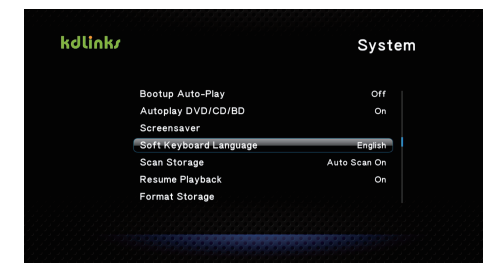 kdlinks
System
Bootup Auto-Play Off
Autoplay DVD/CD/BD On
Screensaver
Soft Keyboard Language English
Scan Storage Auto Scan On
Resume Playback On
Format Storage